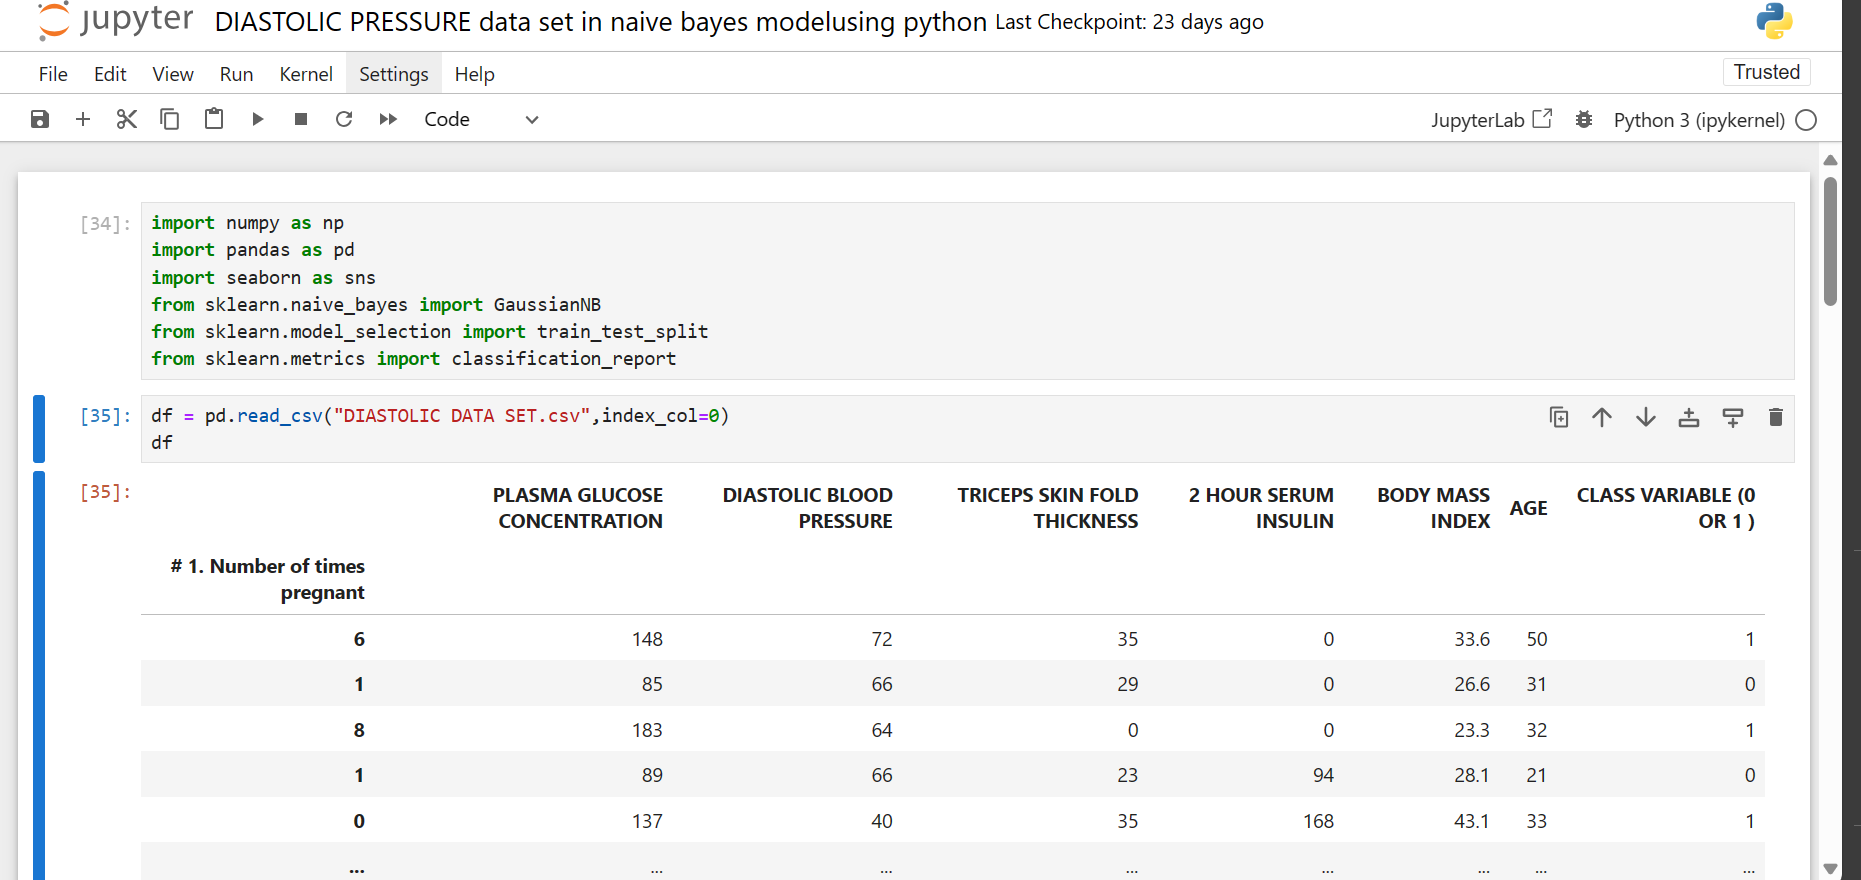 jupyter DIASTOLIC PRESSURE data set in naive bayes modelusing python Last Checkpoint: 23 days ago
File Edit View Run Kernel Settings Help
Trusted
Code
JupyterLab
Python 3 (ipykernel)
[34]:
import numpy as np
import pandas as pd
import seaborn as sns
from sklearn.naive_bayes import GaussianNB
from sklearn.model_selection import train_test_split
from sklearn.metrics import classification_report
[35]:
df = pd.read_csv("DIASTOLIC DATA SET.csv",index_col=0)
df
[35]:
PLASMA GLUCOSE DIASTOLIC BLOOD TRICEPS SKIN FOLD 2 HOUR SERUM BODY MASS AGE CLASS VARIABLE (0
CONCENTRATION PRESSURE THICKNESS INSULIN INDEX OR 1 )
# 1. Number of times
pregnant
6 148 72 35 0 33.6 50 1
1 85 66 29 0 26.6 31 0
8 183 64 0 0 23.3 32 1
1 89 66 23 94 28.1 21 0
0 137 40 35 168 43.1 33 1
... ... ... ... ... ... ... ...